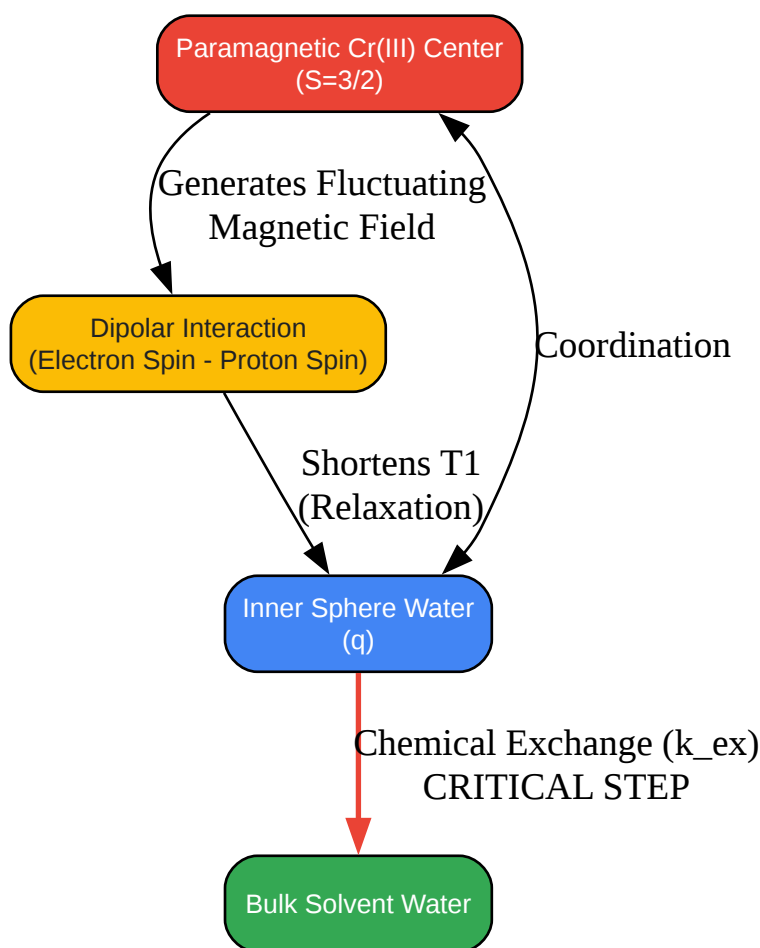 Paramagnetic Cr(III) Center
(S=3/2)
Generates Fluctuating
Magnetic Field
Dipolar Interaction
(Electron Spin - Proton Spin)
Coordination
Shortens T1
(Relaxation)
Inner Sphere Water
(q)
Chemical Exchange (k_ex)
CRITICAL STEP
Bulk Solvent Water